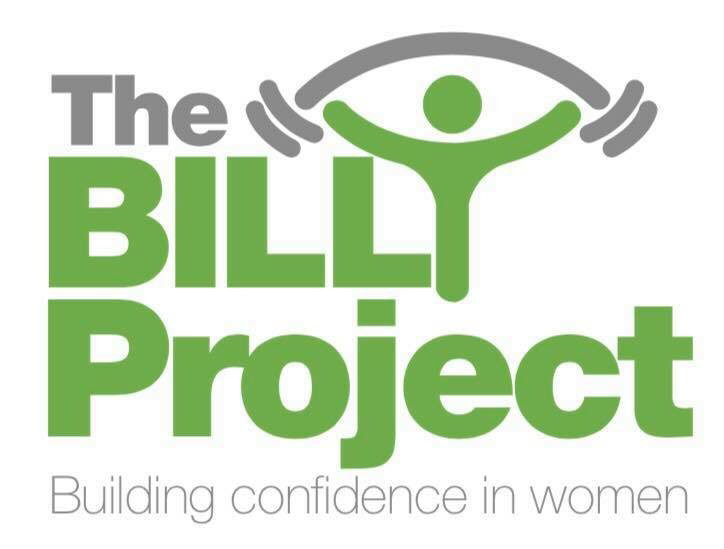 The
BILLY
Project
Building confidence in women